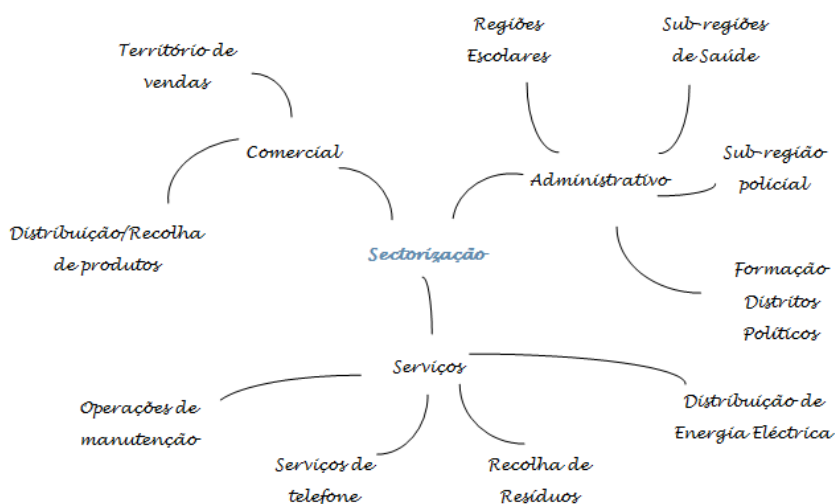 Regiões
Escolares
Sub-regiões
de Saúde
Território de
vendas
Comercial
Sub-região
policial
Administrativo
Distribuição/Recolha
de produtos
Sectorização
Formação
Distritos
Políticos
Serviços
Operações de
manutenção
Distribuição de
Energia Eléctrica
Serviços de
telefone
Recolha de
Resíduos